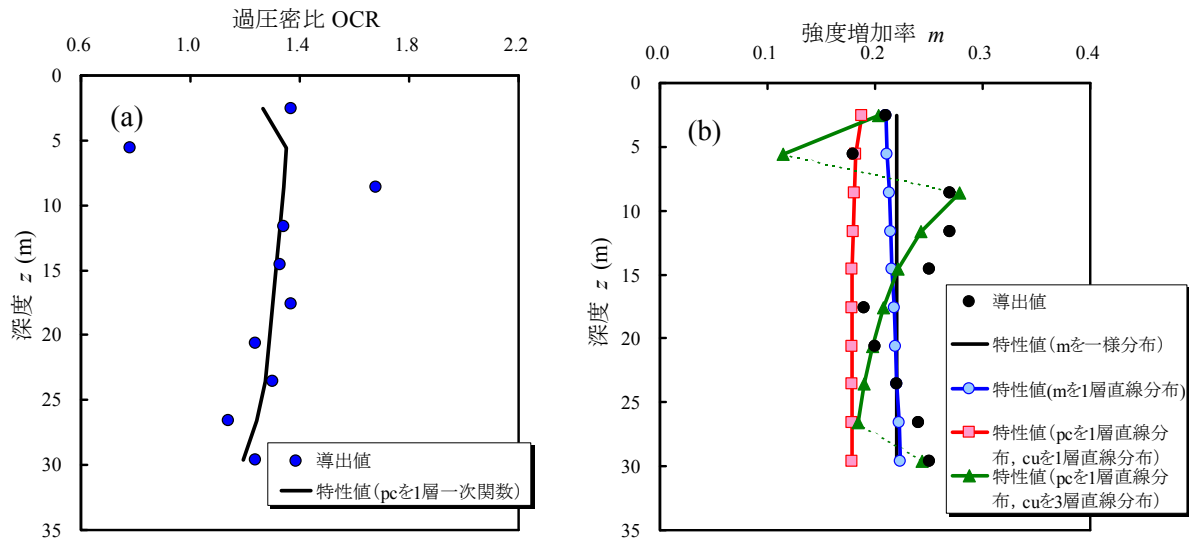 過圧密比 OCR
0.6 1.0 1.4 1.8 2.2
0
5
10
15
20
25
30
35
深度 z (m)
(a)
導出値
特性値(pcを1層一次関数)
強度増加率 m
0.0 0.1 0.2 0.3 0.4
0
5
10
15
20
25
30
35
深度 z (m)
(b)
導出値
特性値(mを一様分布)
特性値(mを1層直線分布)
特性値(pcを1層直線分
布, cuを1層直線分布)
特性値(pcを1層直線分
布, cuを3層直線分布)